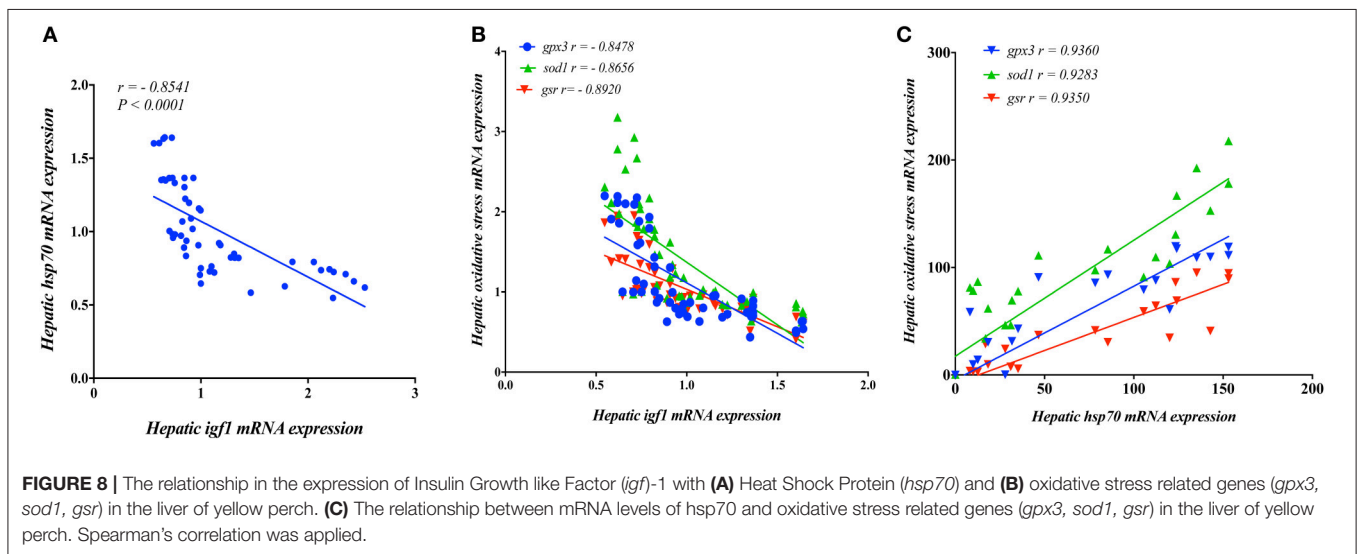 A
r = - 0.8541
P < 0.0001
Hepatic hsp70 mRNA expression
2.0
1.5
1.0
0.5
0.0
0
1
2
3
Hepatic igf1 mRNA expression
B
gpx3 r = - 0.8478
sod1 r = - 0.8656
gsr r= - 0.8920
Hepatic oxidative stress mRNA expression
4
3
2
1
0
0.0
0.5
1.0
1.5
2.0
Hepatic igf1 mRNA expression
C
gpx3 r = 0.9360
sod1 r = 0.9283
gsr r = 0.9350
Hepatic oxidative stress mRNA expression
300
200
100
0
0
50
100
150
200
Hepatic hsp70 mRNA expression
FIGURE 8 | The relationship in the expression of Insulin Growth like Factor (igf)-1 with (A) Heat Shock Protein (hsp70) and (B) oxidative stress related genes (gpx3,
sod1, gsr) in the liver of yellow perch. (C) The relationship between mRNA levels of hsp70 and oxidative stress related genes (gpx3, sod1, gsr) in the liver of yellow
perch. Spearman's correlation was applied.